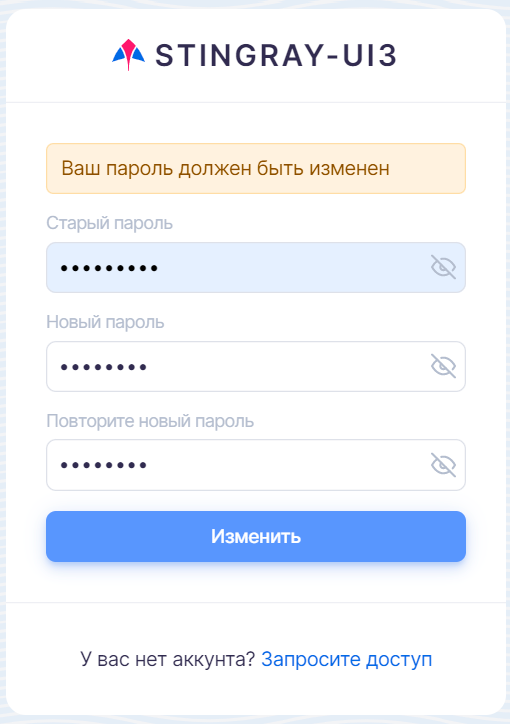 STINGRAY-UI3
Ваш пароль должен быть изменен
Старый пароль
•••••••••
Новый пароль
••••••••
Повторите новый пароль
••••••••
Изменить
У вас нет аккунта? Запросите доступ